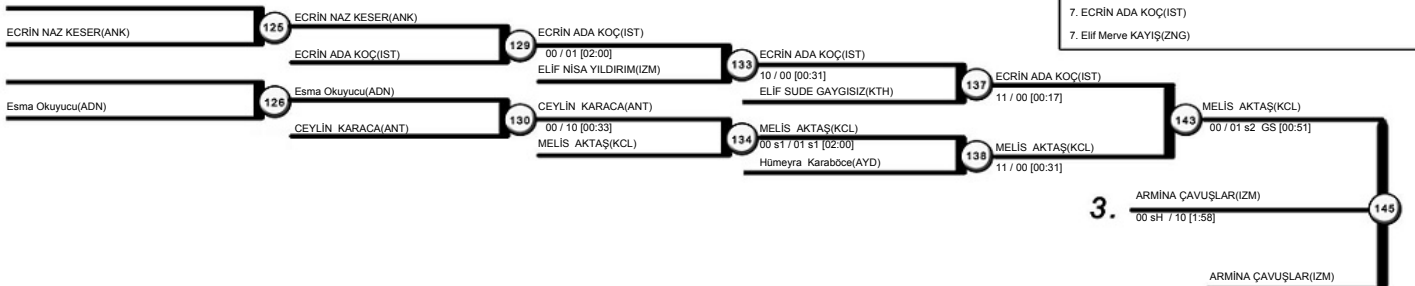 7. ECRİN ADA KOÇ(IST)
7. Elif Merve KAYIŞ(ZNG)
ECRİN NAZ KESER(ANK)
125
ECRİN NAZ KESER(ANK)
ECRİN ADA KOÇ(IST)
129
ECRİN ADA KOÇ(IST)
00 / 01 [02:00]
ELİF NİSA YILDIRIM(IZM)
133
ECRİN ADA KOÇ(IST)
10 / 00 [00:31]
ELİF SUDE GAYGISIZ(KTH)
137
ECRİN ADA KOÇ(IST)
11 / 00 [00:17]
Esma Okuyucu(ADN)
126
Esma Okuyucu(ADN)
CEYLİN KARACA(ANT)
130
CEYLİN KARACA(ANT)
00 / 10 [00:33]
MELİS AKTAŞ(KCL)
134
MELİS AKTAŞ(KCL)
00 s1 / 01 s1 [02:00]
Hümeyra Karaböce(AYD)
138
MELİS AKTAŞ(KCL)
11 / 00 [00:31]
143
MELİS AKTAŞ(KCL)
00 / 01 s2 GS [00:51]
3.
ARMİNA ÇAVUŞLAR(IZM)
00 sH / 10 [1:58]
145
ARMİNA ÇAVUŞLAR(IZM)